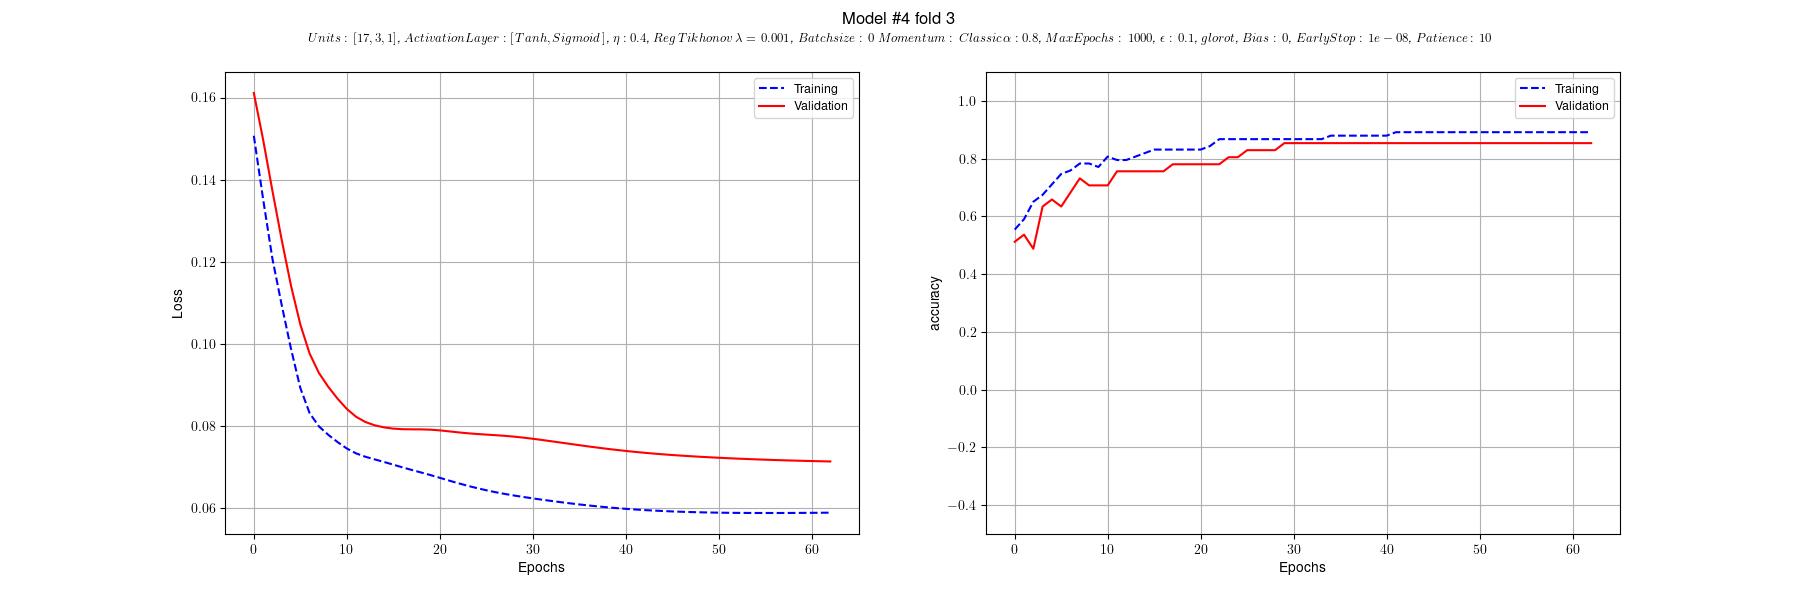 Model #4 fold 3
Units : [17, 3, 1], ActivationLayer : [Tanh, Sigmoid], η : 0.4, Reg Tikhonov λ = 0.001, Batchsize : 0 Momentum : Classicα : 0.8, MaxEpochs : 1000, ϵ : 0.1, glorot, Bias : 0, EarlyStop : 1e − 08, Patience : 10
Training
Validation
0.16
0.14
0.12
0.10
0.08
0.06
Loss
0 10 20 30 40 50 60
Epochs
Training
Validation
1.0
0.8
0.6
0.4
0.2
0.0
−0.2
−0.4
accuracy
0 10 20 30 40 50 60
Epochs